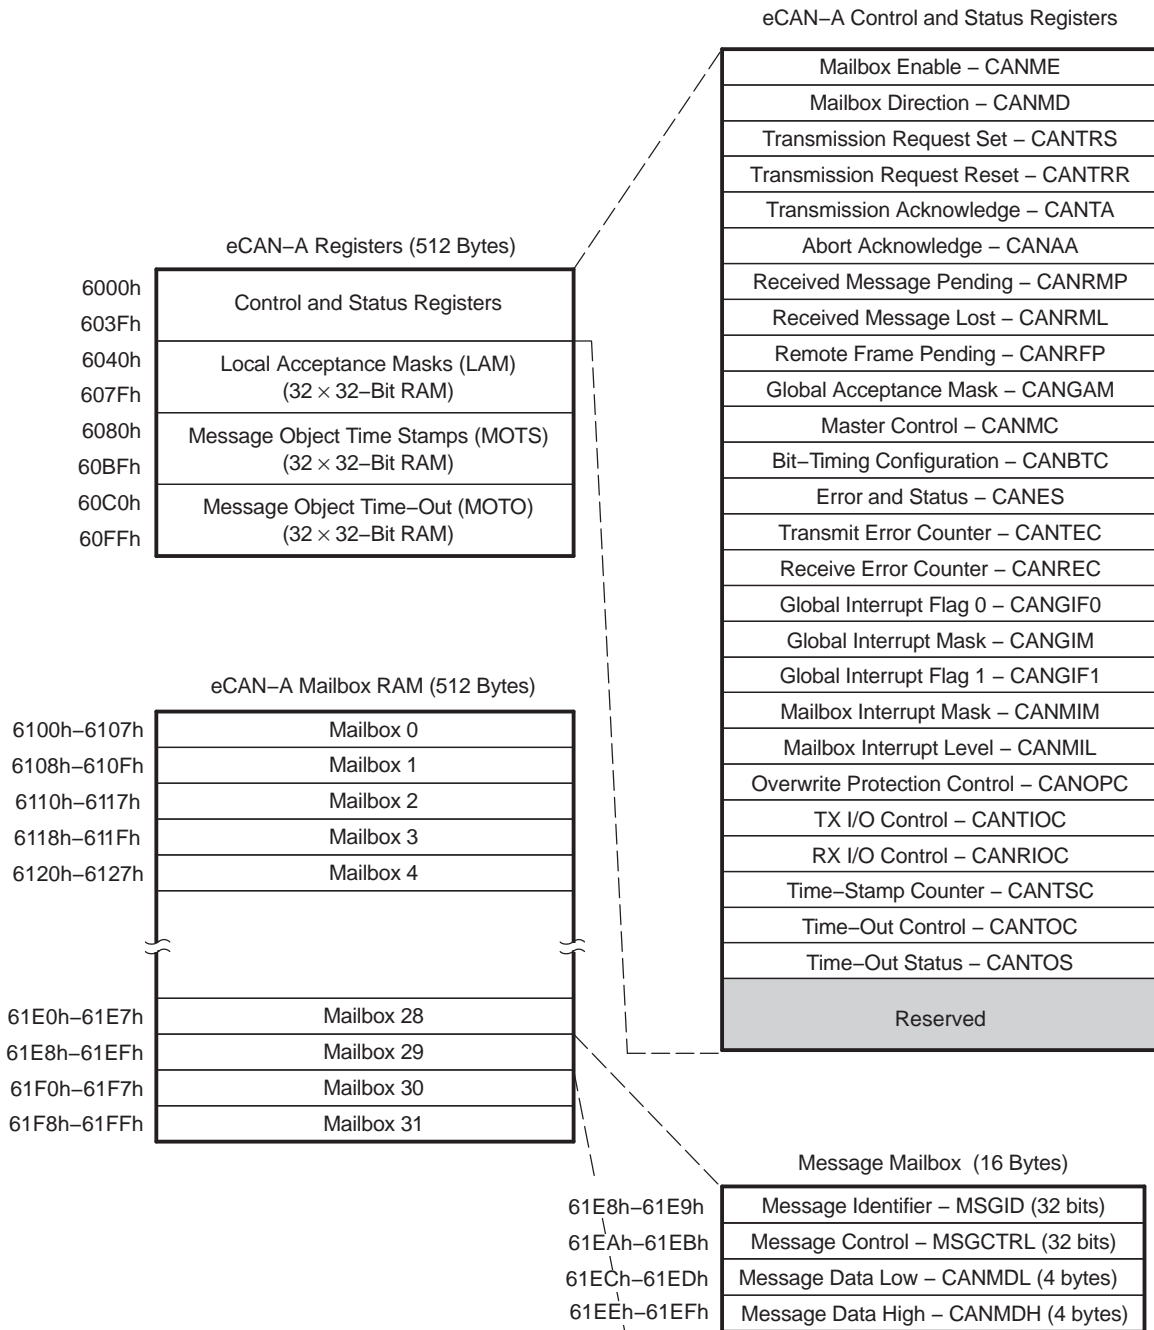 eCAN–A Control and Status Registers
Mailbox Enable – CANME
Mailbox Direction – CANMD
Transmission Request Set – CANTRS
Transmission Request Reset – CANTRR
Transmission Acknowledge – CANTA
Abort Acknowledge – CANAA
Received Message Pending – CANRMP
Received Message Lost – CANRML
Remote Frame Pending – CANRFP
Global Acceptance Mask – CANGAM
Master Control – CANMC
Bit–Timing Configuration – CANBTC
Error and Status – CANES
Transmit Error Counter – CANTEC
Receive Error Counter – CANREC
Global Interrupt Flag 0 – CANGIF0
Global Interrupt Mask – CANGIM
Global Interrupt Flag 1 – CANGIF1
Mailbox Interrupt Mask – CANMIM
Mailbox Interrupt Level – CANMIL
Overwrite Protection Control – CANOPC
TX I/O Control – CANTIOC
RX I/O Control – CANRIOC
Time–Stamp Counter – CANTSC
Time–Out Control – CANTOC
Time–Out Status – CANTOS
Reserved
eCAN–A Registers (512 Bytes)
6000h
Control and Status Registers
603Fh
6040h
Local Acceptance Masks (LAM)
(32 × 32–Bit RAM)
607Fh
6080h
Message Object Time Stamps (MOTS)
(32 × 32–Bit RAM)
60BFh
60C0h
Message Object Time–Out (MOTO)
(32 × 32–Bit RAM)
60FFh
eCAN–A Mailbox RAM (512 Bytes)
6100h–6107h Mailbox 0
6108h–610Fh Mailbox 1
6110h–6117h Mailbox 2
6118h–611Fh Mailbox 3
6120h–6127h Mailbox 4
61E0h–61E7h Mailbox 28
61E8h–61EFh Mailbox 29
61F0h–61F7h Mailbox 30
61F8h–61FFh Mailbox 31
Message Mailbox (16 Bytes)
61E8h–61E9h Message Identifier – MSGID (32 bits)
61EAh–61EBh Message Control – MSGCTRL (32 bits)
61ECh–61EDh Message Data Low – CANMDL (4 bytes)
61EEh–61EFh Message Data High – CANMDH (4 bytes)